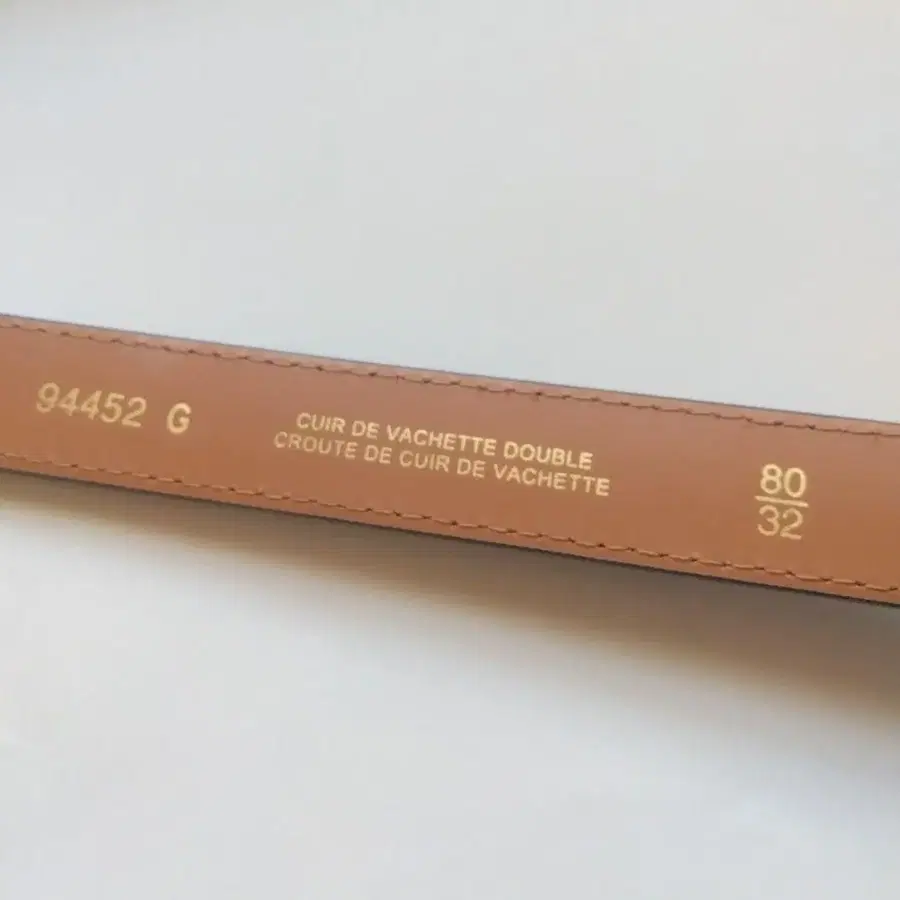 94452 G
CUIR DE VACHETTE DOUBLE
CROUTE DE CUIR DE VACHETTE
80
32